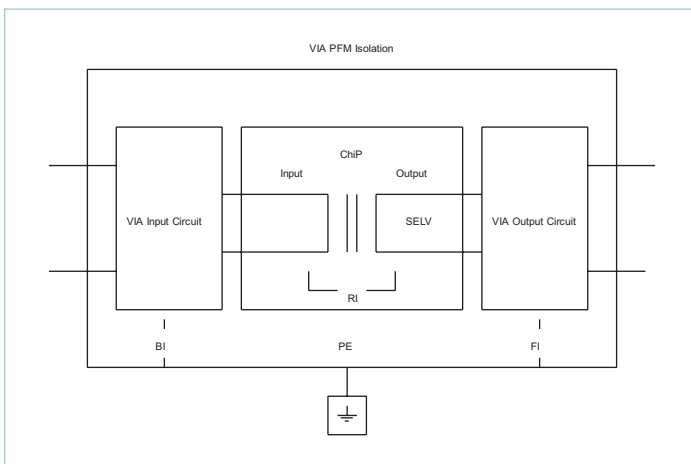 VIA PFM Isolation
ChiP
Input
Output
VIA Input Circuit
SELV
VIA Output Circuit
RI
BI
PE
FI